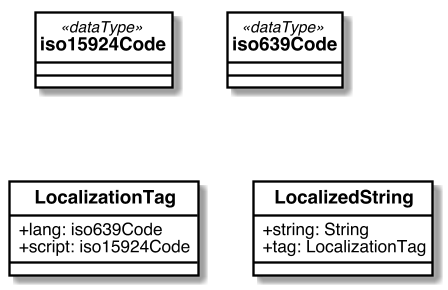 «dataType»
iso15924Code
«dataType»
iso639Code
LocalizationTag
+lang: iso639Code
+script: iso15924Code
LocalizedString
+string: String
+tag: LocalizationTag